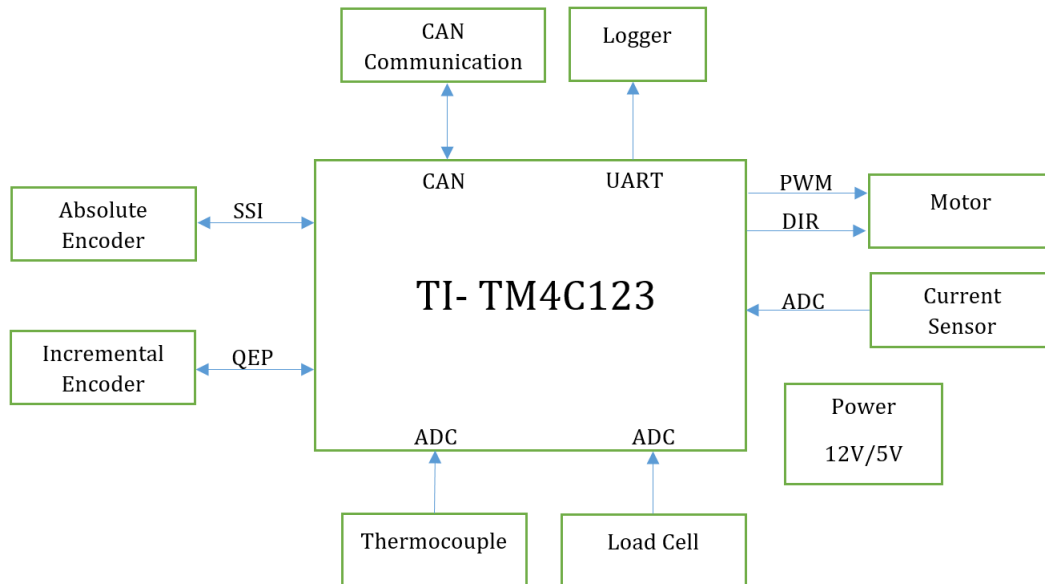 CAN
Communication
Logger
CAN
UART
PWM
DIR
Motor
Absolute
Encoder
SSI
TI- TM4C123
ADC
Current
Sensor
Incremental
Encoder
QEP
Power
12V/5V
ADC
ADC
Thermocouple
Load Cell